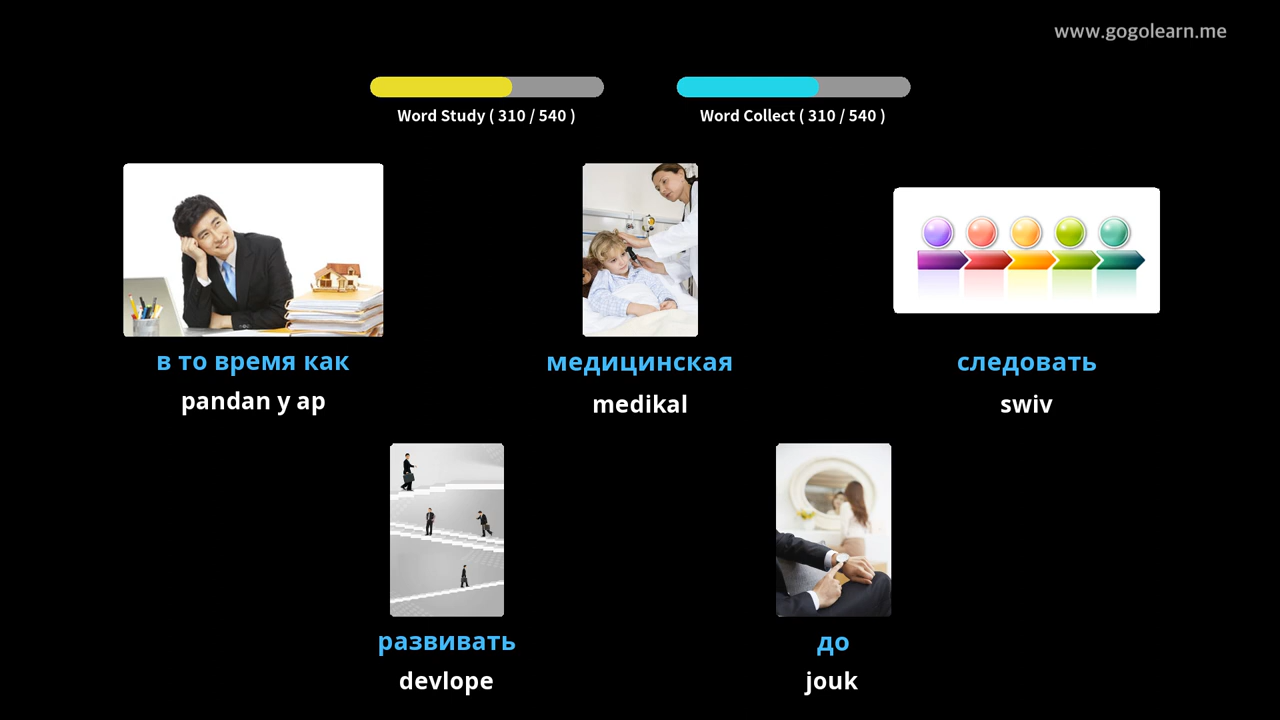 www.gogolearn.me
Word Study ( 310 / 540 )
Word Collect ( 310 / 540 )
в то время как
pandan y ap
медицинская
medikal
следовать
swiv
развивать
devlope
до
jouk